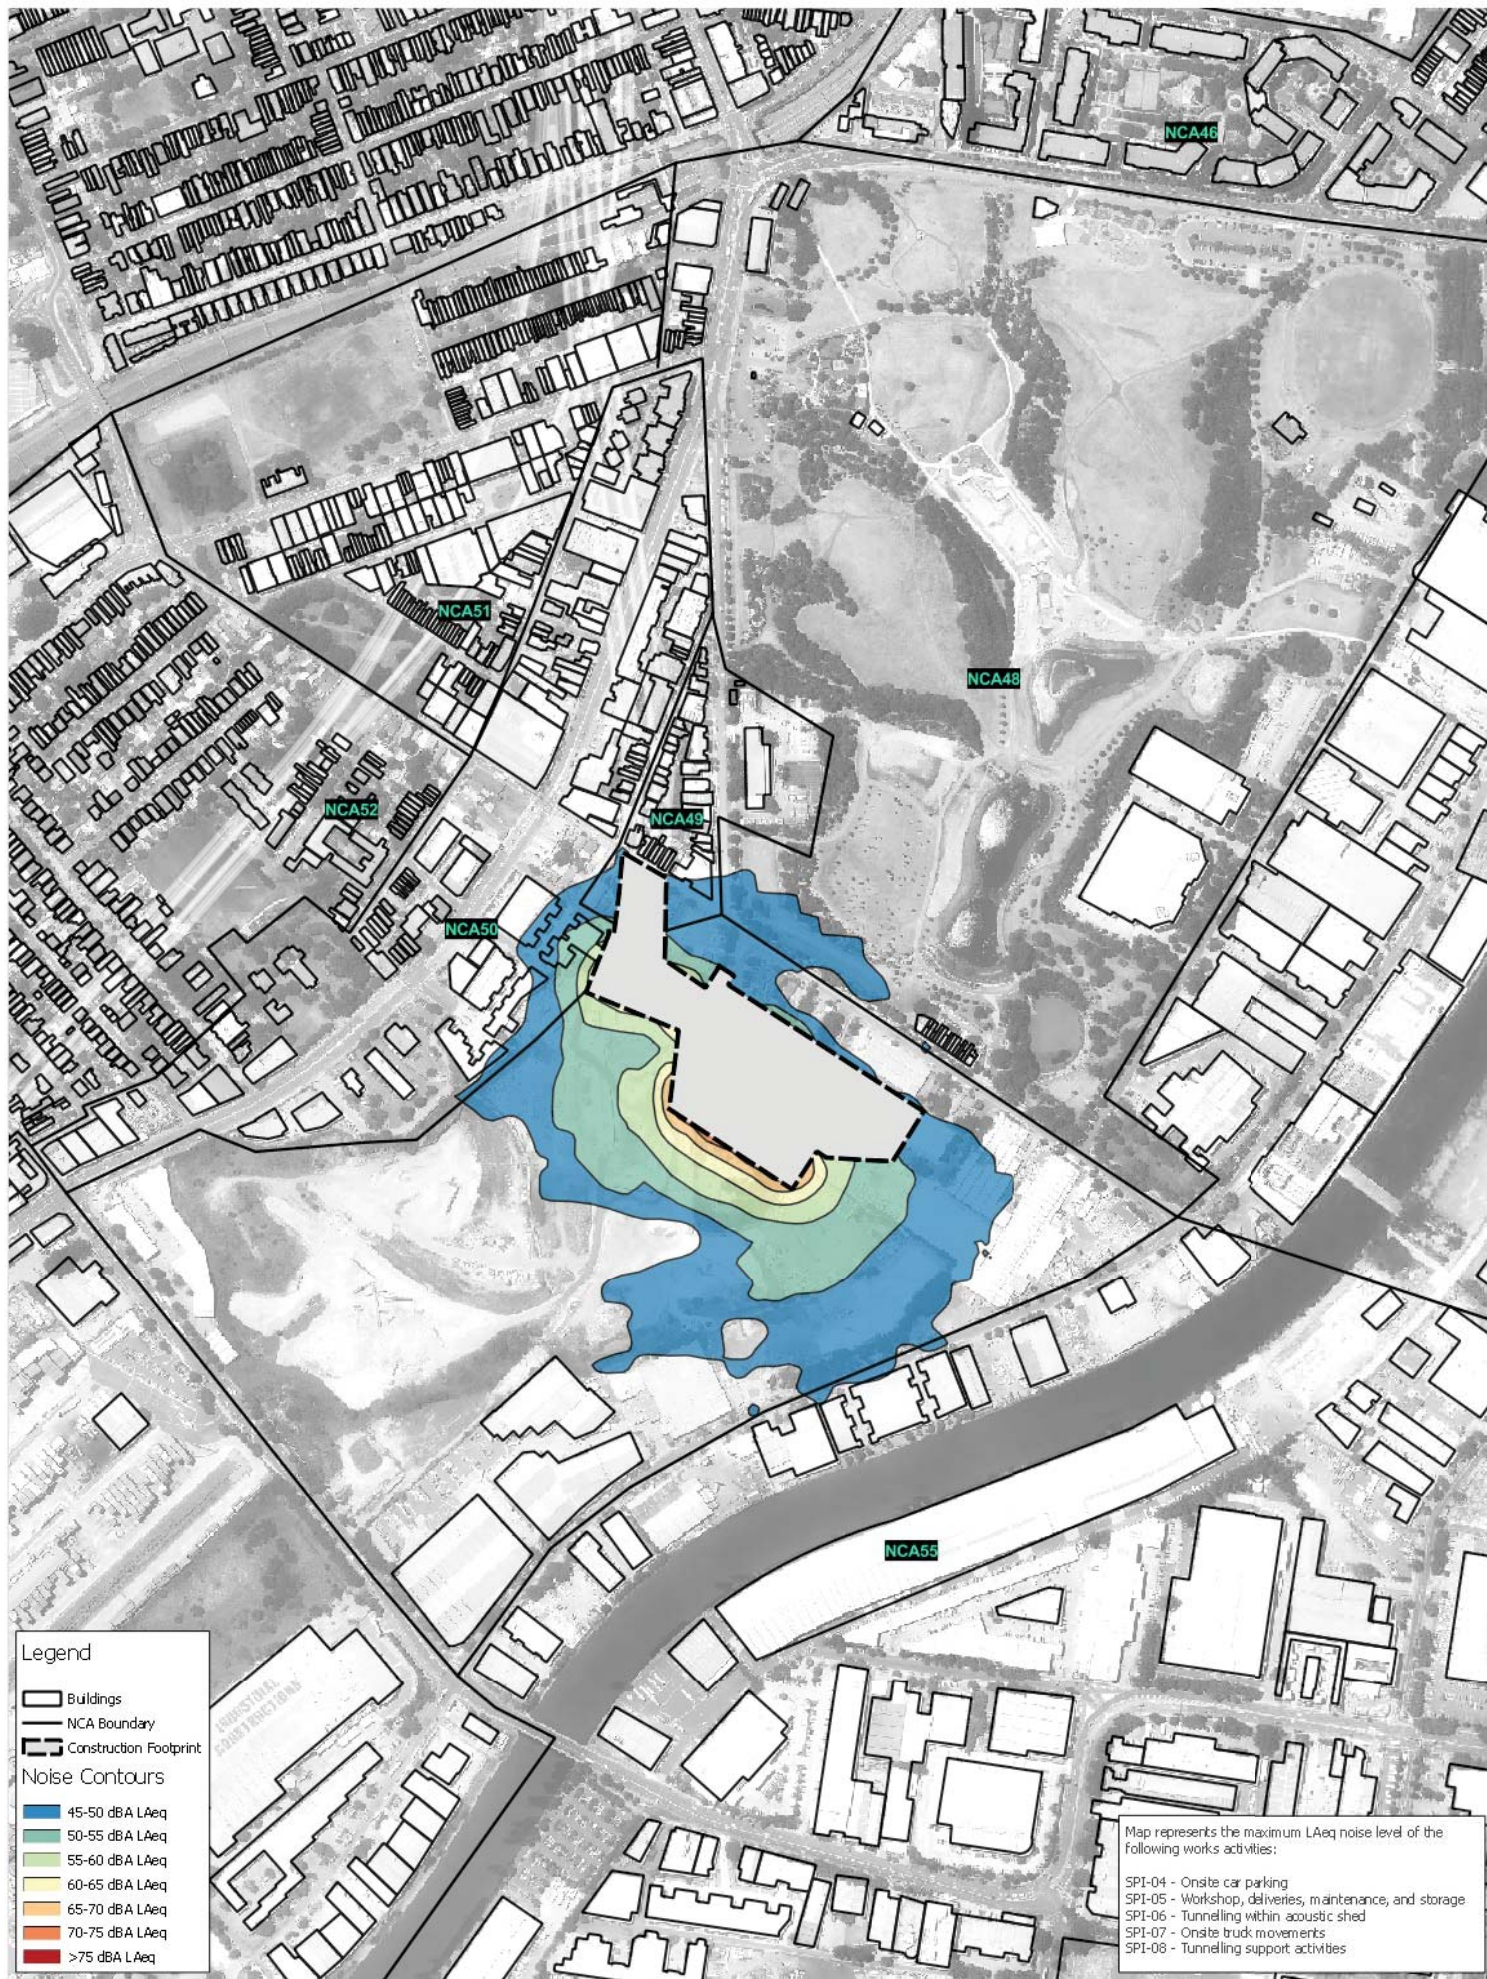 NCA46
NCA51
NCA48
NCA52
NCA49
NCA50
NCA55
Legend
Buildings
NCA Boundary
Construction Footprint
Noise Contours
45-50 dBA LAeq
50-55 dBA LAeq
55-60 dBA LAeq
60-65 dBA LAeq
65-70 dBA LAeq
70-75 dBA LAeq
>75 dBA LAeq
Map represents the maximum LAeq noise level of the
following works activities:
SPI-04 - Onsite car parking
SPI-05 - Workshop, deliveries, maintenance, and storage
SPI-06 - Tunnelling within acoustic shed
SPI-07 - Onsite truck movements
SPI-08 - Tunnelling support activities